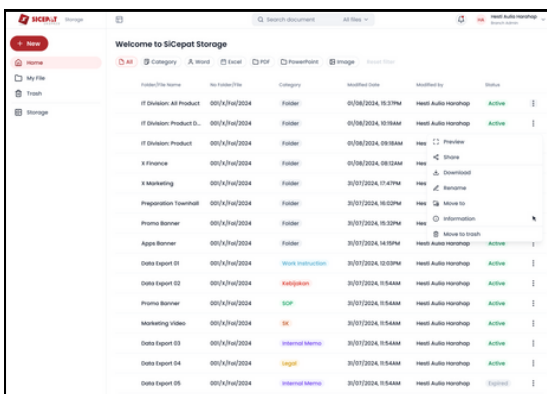 SICEPAT Storage Search document All files Hesti Aulia Harahap
Branch Admin
HA
+ New
Home
My File
Trash
Storage
Welcome to SiCepat Storage
All Category Word Excel PDF PowerPoint Image Reset filter
Folder/File Name No Folder/File Category Modified Date Modified by Status
IT Division: All Product 001/X/Fol/2024 Folder 01/08/2024, 15:37PM Hesti Aulia Harahap Active
IT Division: Product D... 001/X/Fol/2024 Folder 01/08/2024, 10:19AM Hesti Aulia Harahap Active
IT Division: Product 001/X/Fol/2024 Folder 01/08/2024, 09:18AM Hes
X Finance 001/X/Fol/2024 Folder 01/08/2024, 08:12AM Hes
X Marketing 001/X/Fol/2024 Folder 31/07/2024, 17:47PM Hes
Preparation Townhall 001/X/Fol/2024 Folder 31/07/2024, 16:02PM Hes
Promo Banner 001/X/Fol/2024 Folder 31/07/2024, 15:32PM Hes
Apps Banner 001/X/Fol/2024 Folder 31/07/2024, 14:15PM Hesti Aulia Harahap Active
Preview
Share
Download
Rename
Move to
Information
Move to trash
Data Export 01 001/X/Fol/2024 Work Instruction 31/07/2024, 12:03PM Hesti Aulia Harahap Active
Data Export 02 001/X/Fol/2024 Kebijakan 31/07/2024, 11:54AM Hesti Aulia Harahap Active
Promo Banner 001/X/Fol/2024 SOP 31/07/2024, 11:54AM Hesti Aulia Harahap Active
Marketing Video 001/X/Fol/2024 SK 31/07/2024, 11:54AM Hesti Aulia Harahap Active
Data Export 03 001/X/Fol/2024 Internal Memo 31/07/2024, 11:54AM Hesti Aulia Harahap Active
Data Export 04 001/X/Fol/2024 Legal 31/07/2024, 11:54AM Hesti Aulia Harahap Active
Data Export 05 001/X/Fol/2024 Internal Memo 31/07/2024, 11:54AM Hesti Aulia Harahap Expired